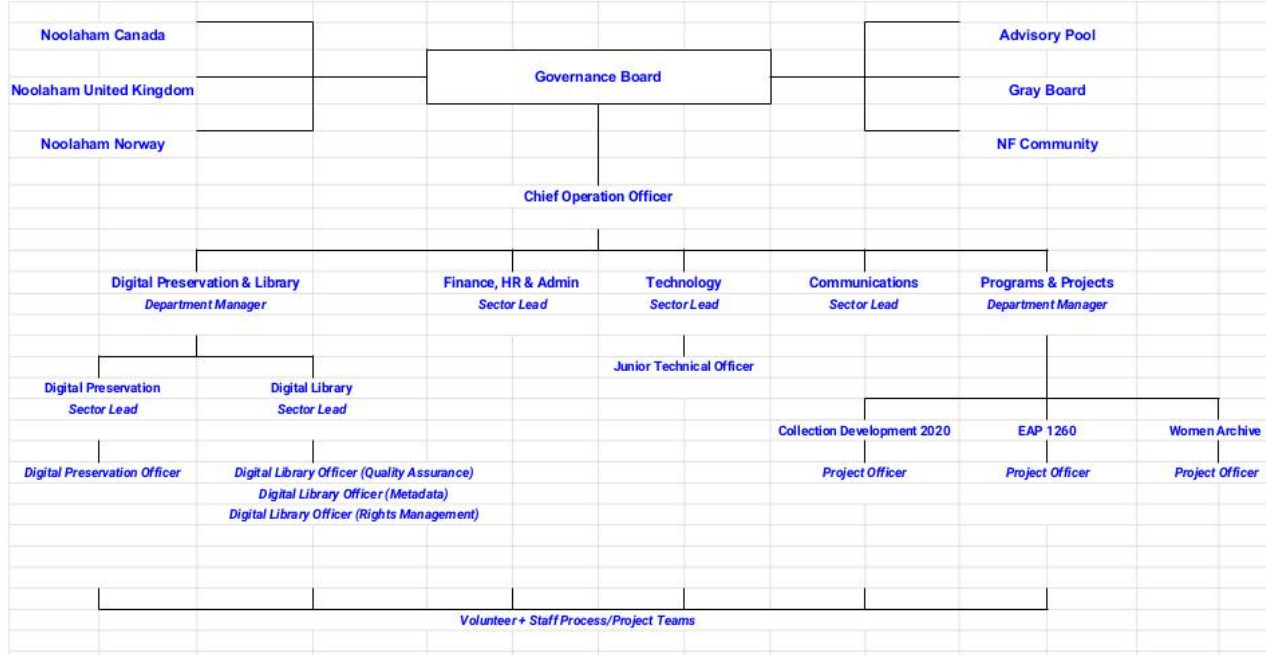 Noolaham Canada
Advisory Pool
Governance Board
Noolaham United Kingdom
Gray Board
Noolaham Norway
NF Community
Chief Operation Officer
Digital Preservation & Library
Department Manager
Finance, HR & Admin
Sector Lead
Technology
Sector Lead
Communications
Sector Lead
Programs & Projects
Department Manager
Junior Technical Officer
Digital Preservation
Sector Lead
Digital Library
Sector Lead
Collection Development 2020
EAP 1260
Women Archive
Digital Preservation Officer
Digital Library Officer (Quality Assurance)
Digital Library Officer (Metadata)
Digital Library Officer (Rights Management)
Project Officer
Project Officer
Project Officer
Volunteer + Staff Process/Project Teams